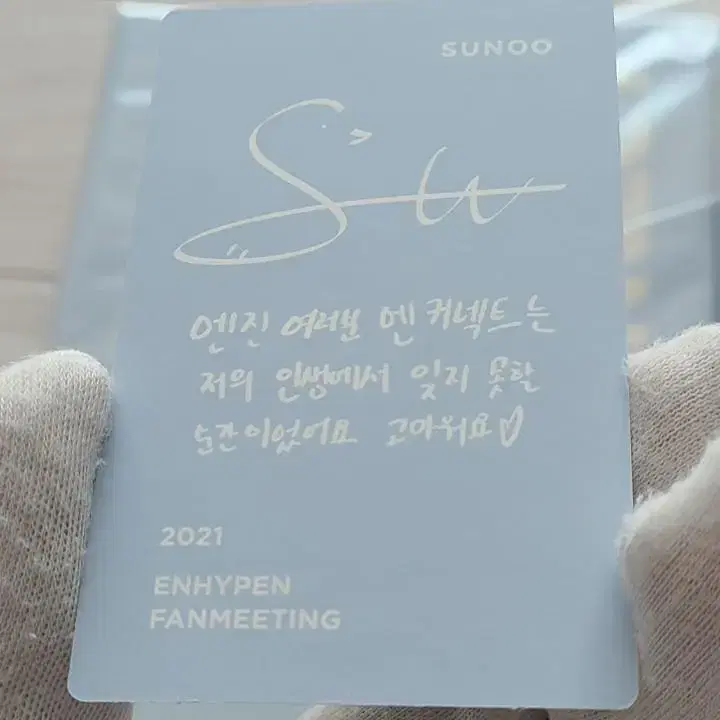 SUNOO
엔진 여러분 엔 커넥트는
저의 인생에서 잊지 못할
순간이었어요 고마워요♡
2021
ENHYPEN
FANMEETING